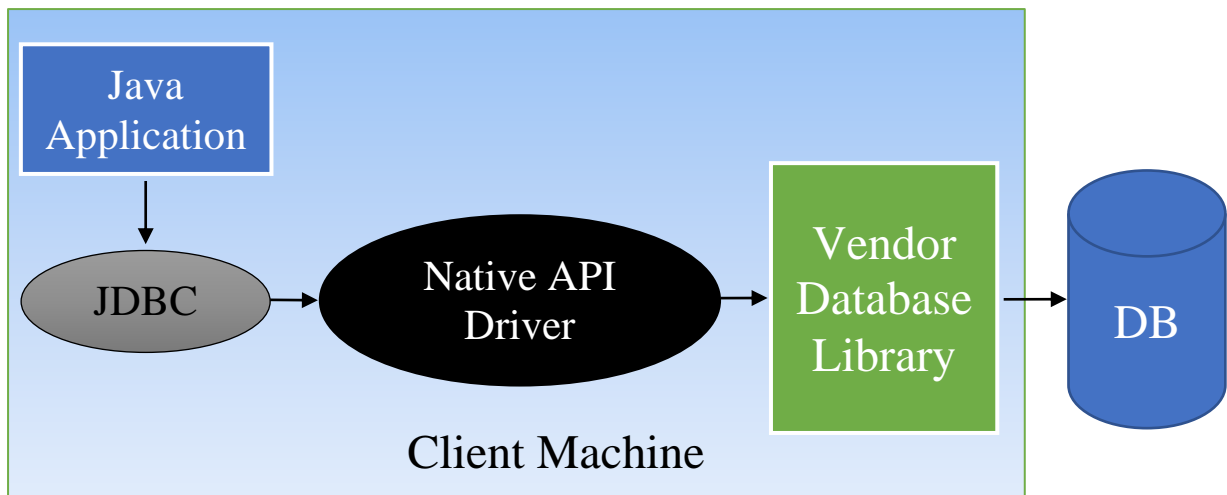 Java
Application
JDBC
Native API
Driver
Vendor
Database
Library
DB
Client Machine